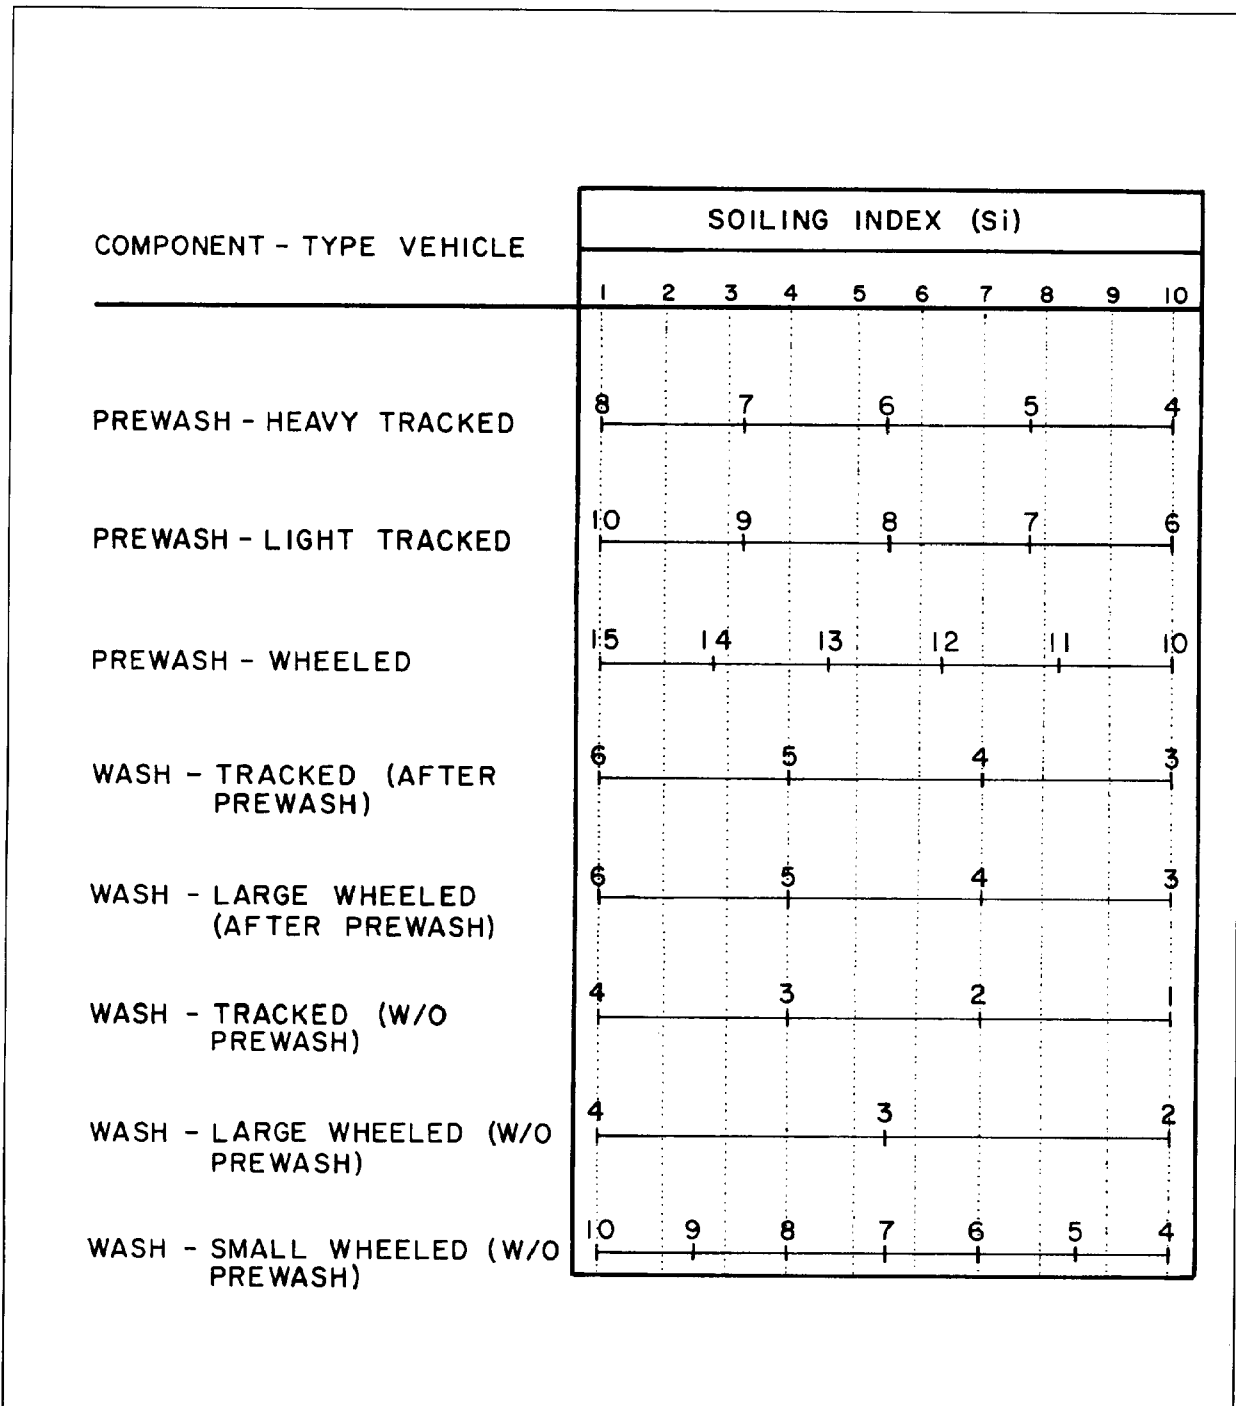 SOILING INDEX (Si)
COMPONENT - TYPE VEHICLE
1 2 3 4 5 6 7 8 9 10
PREWASH - HEAVY TRACKED
8 7 6 5 4
PREWASH - LIGHT TRACKED
10 9 8 7 6
PREWASH - WHEELED
15 14 13 12 11 10
WASH - TRACKED (AFTER
PREWASH)
6 5 4 3
WASH - LARGE WHEELED
(AFTER PREWASH)
6 5 4 3
WASH - TRACKED (W/O
PREWASH)
4 3 2 1
WASH - LARGE WHEELED (W/O
PREWASH)
4 3 2
WASH - SMALL WHEELED (W/O
PREWASH)
10 9 8 7 6 5 4